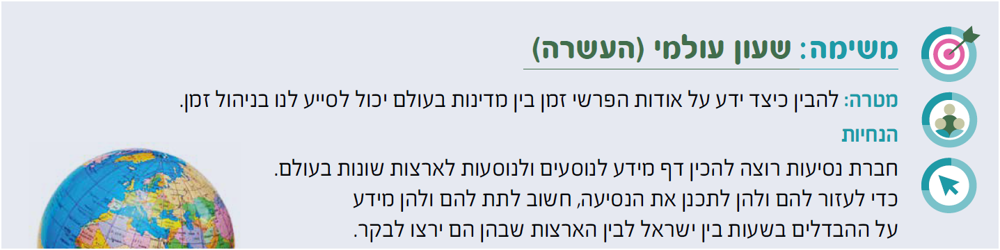 משימה: שעון עולמי (העשרה)
מטרה: להבין כיצד ידע על אודות הפרשי זמן בין מדינות בעולם יכול לסייע לנו בניהול זמן.
הנחיות
חברת נסיעות רוצה להכין דף מידע לנוסעים ולנוסעות לארצות שונות בעולם.
כדי לעזור להם ולהן לתכנן את הנסיעה, חשוב לתת להם ולהן מידע
על ההבדלים בשעות בין ישראל לבין הארצות שבהן הם ירצו לבקר.